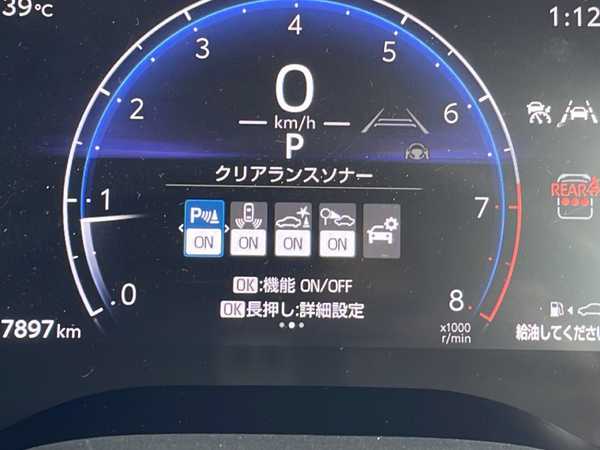 39℃
1:12
4
3
5
2
6
0
km/h
P
クリアランスソナー
1
7
REAR
P
ON
ON
ON
ON
OK:機能 ON/OFF
0
8
OK長押し:詳細設定
7897 km
x1000
r/min
給油してくださ